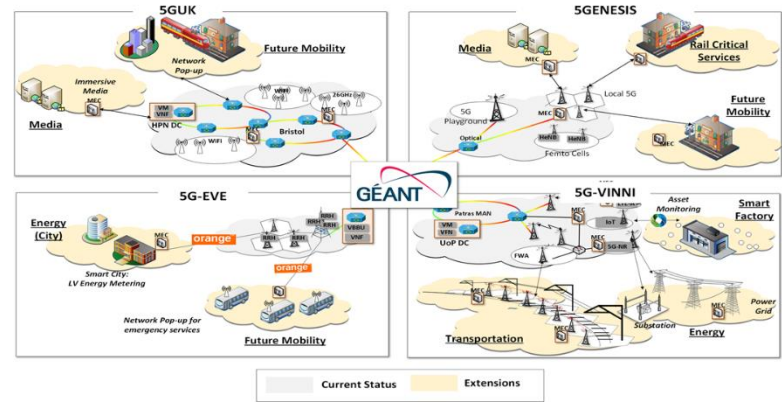 5GUK
Network
Pop-up
Future Mobility
Immersive
Media
MEC
Media
VM
VNF
HPN DC
WiFi
26GHz
MEC
MEC
Bristol
WiFi
5GENESIS
Media
MEC
MEC
Rail Critical
Services
Local 5G
5G
Playground
MEC
Optical
HeNB
HeNB
Femto Cells
Future
Mobility
MEC
GÉANT
5G-EVE
Energy
(City)
MEC
orange
Smart City:
LV Energy Metering
RRH
RRH
RRH
RRH
RRH
VBBU
VNF
orange
MEC
Network Pop-up for
emergency services
Future Mobility
5G-VINNI
Patras MAN
VM
VFN
UoP DC
MEC
IoT
MEC
5G-NR
FWA
Asset
Monitoring
Smart
Factory
MEC
Transportation
Substation
MEC
Energy
Power
Grid
Current Status
Extensions